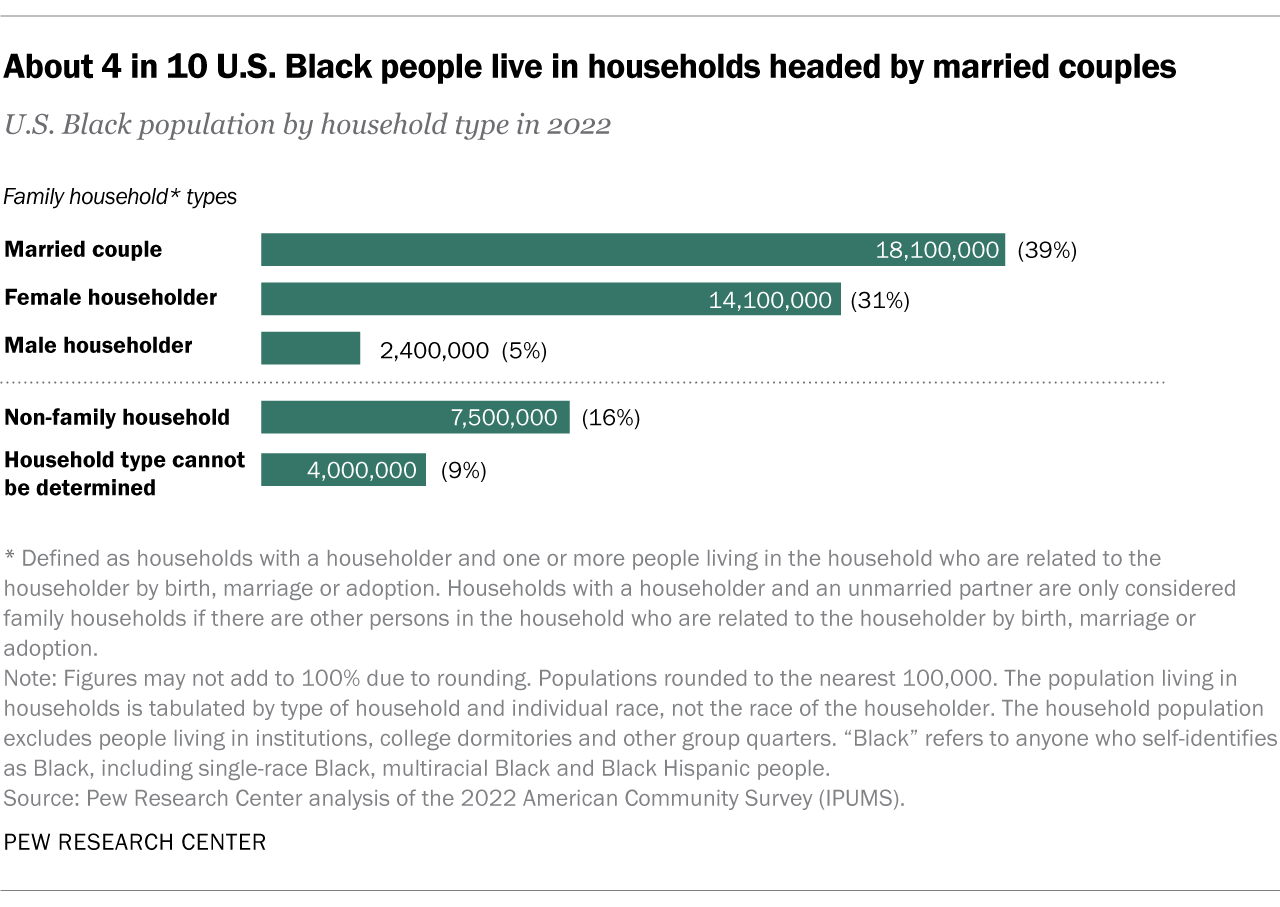 About 4 in 10 U.S. Black people live in households headed by married couples
U.S. Black population by household type in 2022
Family household* types
Married couple 18,100,000 (39%)
Female householder 14,100,000 (31%)
Male householder 2,400,000 (5%)
Non-family household 7,500,000 (16%)
Household type cannot
be determined 4,000,000 (9%)
* Defined as households with a householder and one or more people living in the household who are related to the
householder by birth, marriage or adoption. Households with a householder and an unmarried partner are only considered
family households if there are other persons in the household who are related to the householder by birth, marriage or
adoption.
Note: Figures may not add to 100% due to rounding. Populations rounded to the nearest 100,000. The population living in
households is tabulated by type of household and individual race, not the race of the householder. The household population
excludes people living in institutions, college dormitories and other group quarters. “Black” refers to anyone who self-identifies
as Black, including single-race Black, multiracial Black and Black Hispanic people.
Source: Pew Research Center analysis of the 2022 American Community Survey (IPUMS).
PEW RESEARCH CENTER